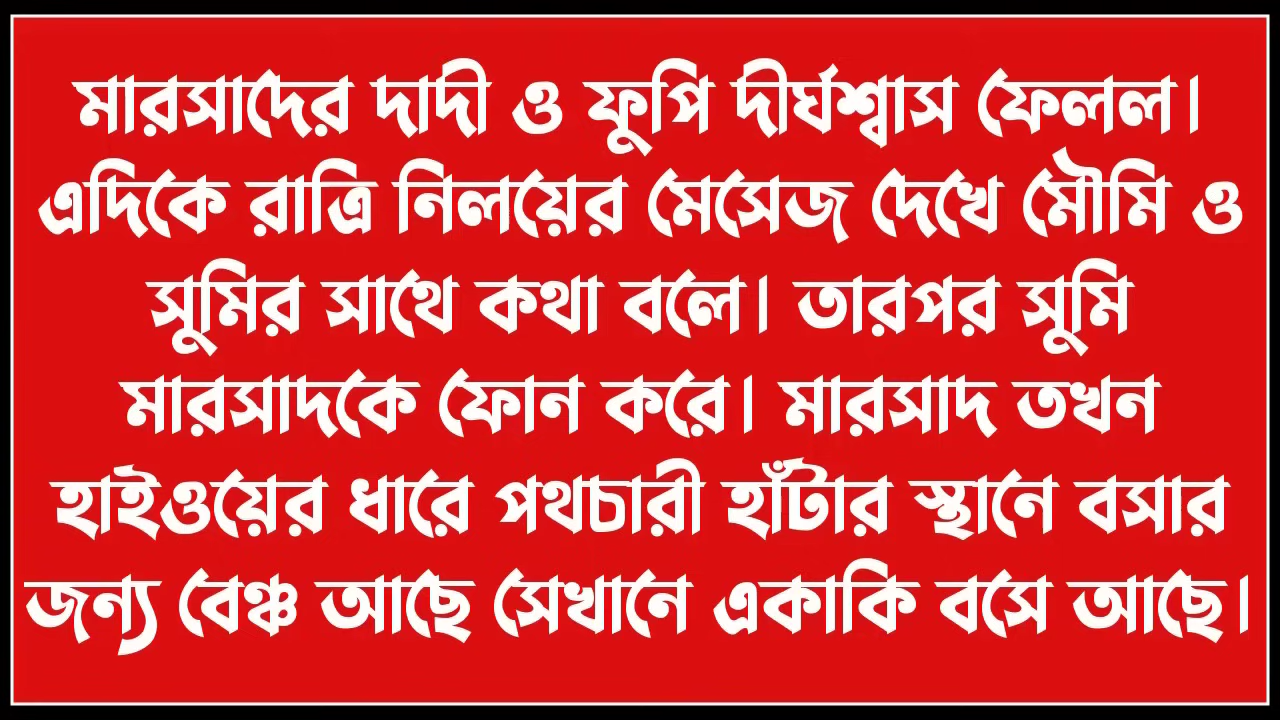 মারসাদের দাদী ও ফুপি দীর্ঘশ্বাস ফেলল।
এদিকে রাত্রি নিলয়ের মেসেজ দেখে মৌমি ও
সুমির সাথে কথা বলে। তারপর সুমি
মারসাদকে ফোন করে। মারসাদ তখন
হাইওয়ের ধারে পথচারী হাঁটার স্থানে বসার
জন্য বেঞ্চ আছে সেখানে একাকি বসে আছে।